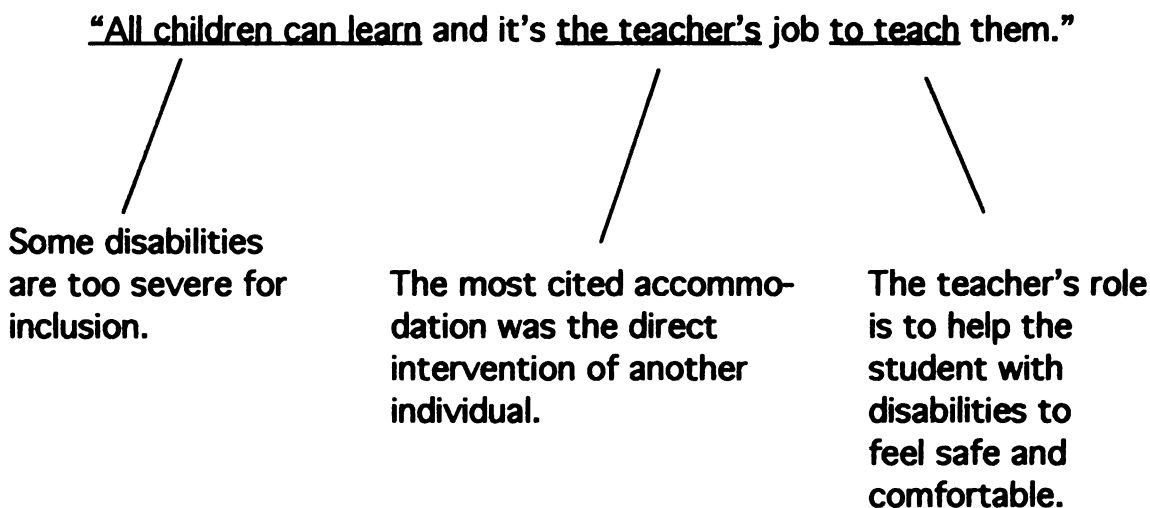 “All children can learn and it's the teacher's job to teach them.”
Some disabilities
are too severe for
inclusion.
The most cited accommo-
dation was the direct
intervention of another
individual.
The teacher's role
is to help the
student with
disabilities to
feel safe and
comfortable.